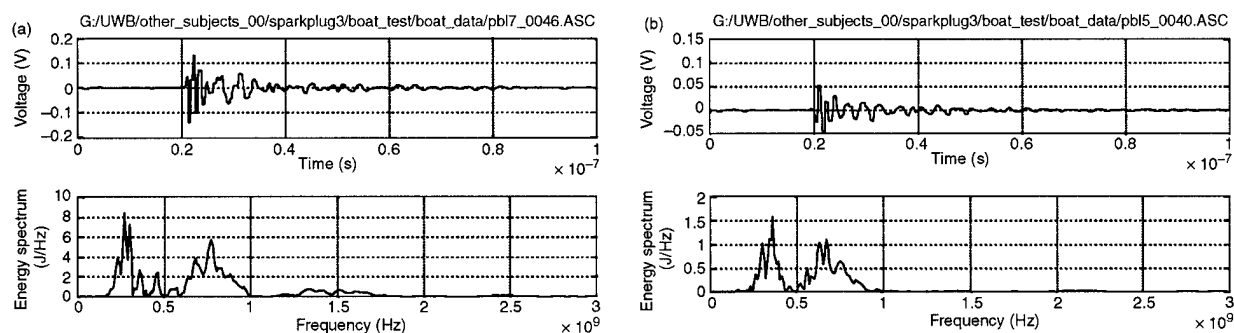 (a) G:/UWB/other_subjects_00/sparkplug3/boat_test/boat_data/pbl7_0046.ASC
Voltage (V)
0.2
0.1
0
−0.1
−0.2
0 0.2 0.4 0.6 0.8 1
Time (s)
× 10⁻⁷
Energy spectrum (J/Hz)
10
8
6
4
2
0
0 0.5 1 1.5 2 2.5 3
Frequency (Hz)
× 10⁹
(b) G:/UWB/other_subjects_00/sparkplug3/boat_test/boat_data/pbl5_0040.ASC
Voltage (V)
0.15
0.1
0.05
0
−0.05
0 0.2 0.4 0.6 0.8 1
Time (s)
× 10⁻⁷
Energy spectrum (J/Hz)
2
1.5
1
0.5
0
0 0.5 1 1.5 2 2.5 3
Frequency (Hz)
× 10⁹